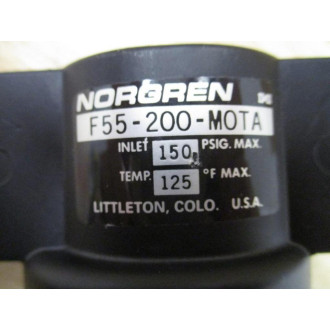 NORGREN
F55-200-MOTA
INLET 150 PSIG. MAX.
TEMP. 125 °F MAX.
LITTLETON, COLO. U.S.A.